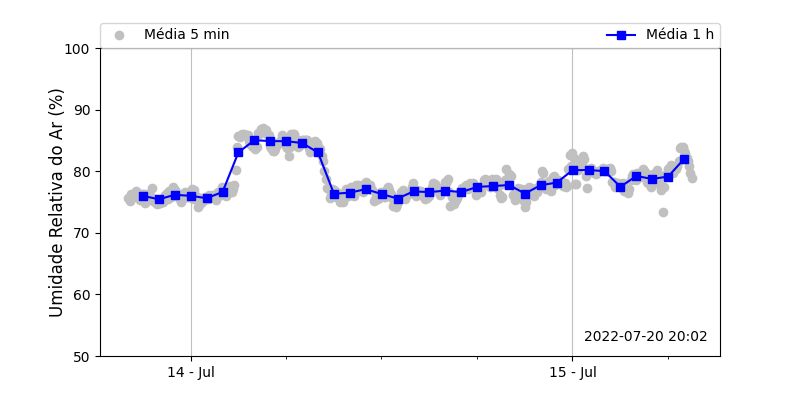 Média 5 min
Média 1 h
100
90
80
70
60
50
Umidade Relativa do Ar (%)
2022-07-20 20:02
14 - Jul
15 - Jul